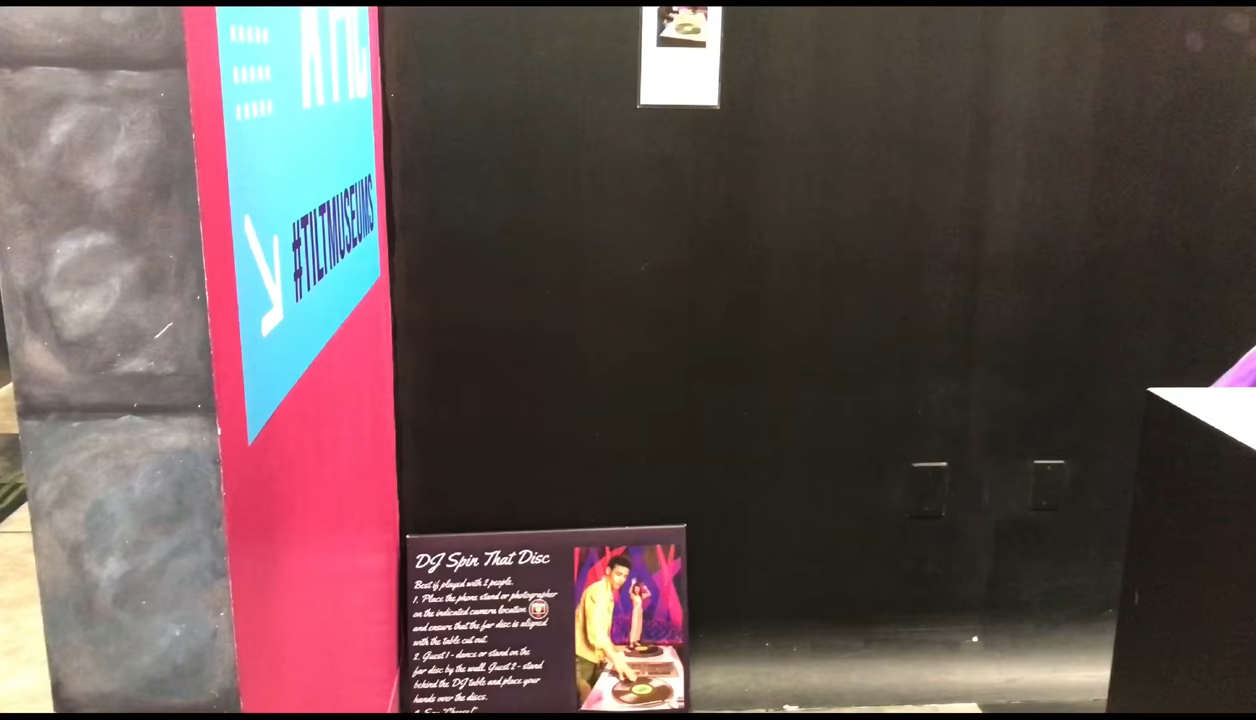 #TILTMUSEUMS
DJ Spin That Disc
Best if played with 2 people.
1. Place the phone stand or photographer
on the indicated camera location
and ensure that the far disc is aligned
with the table cut out.
2. Guest 1 - dance or stand on the
far disc by the wall. Guest 2 - stand
behind the DJ table and place your
hands over the discs.